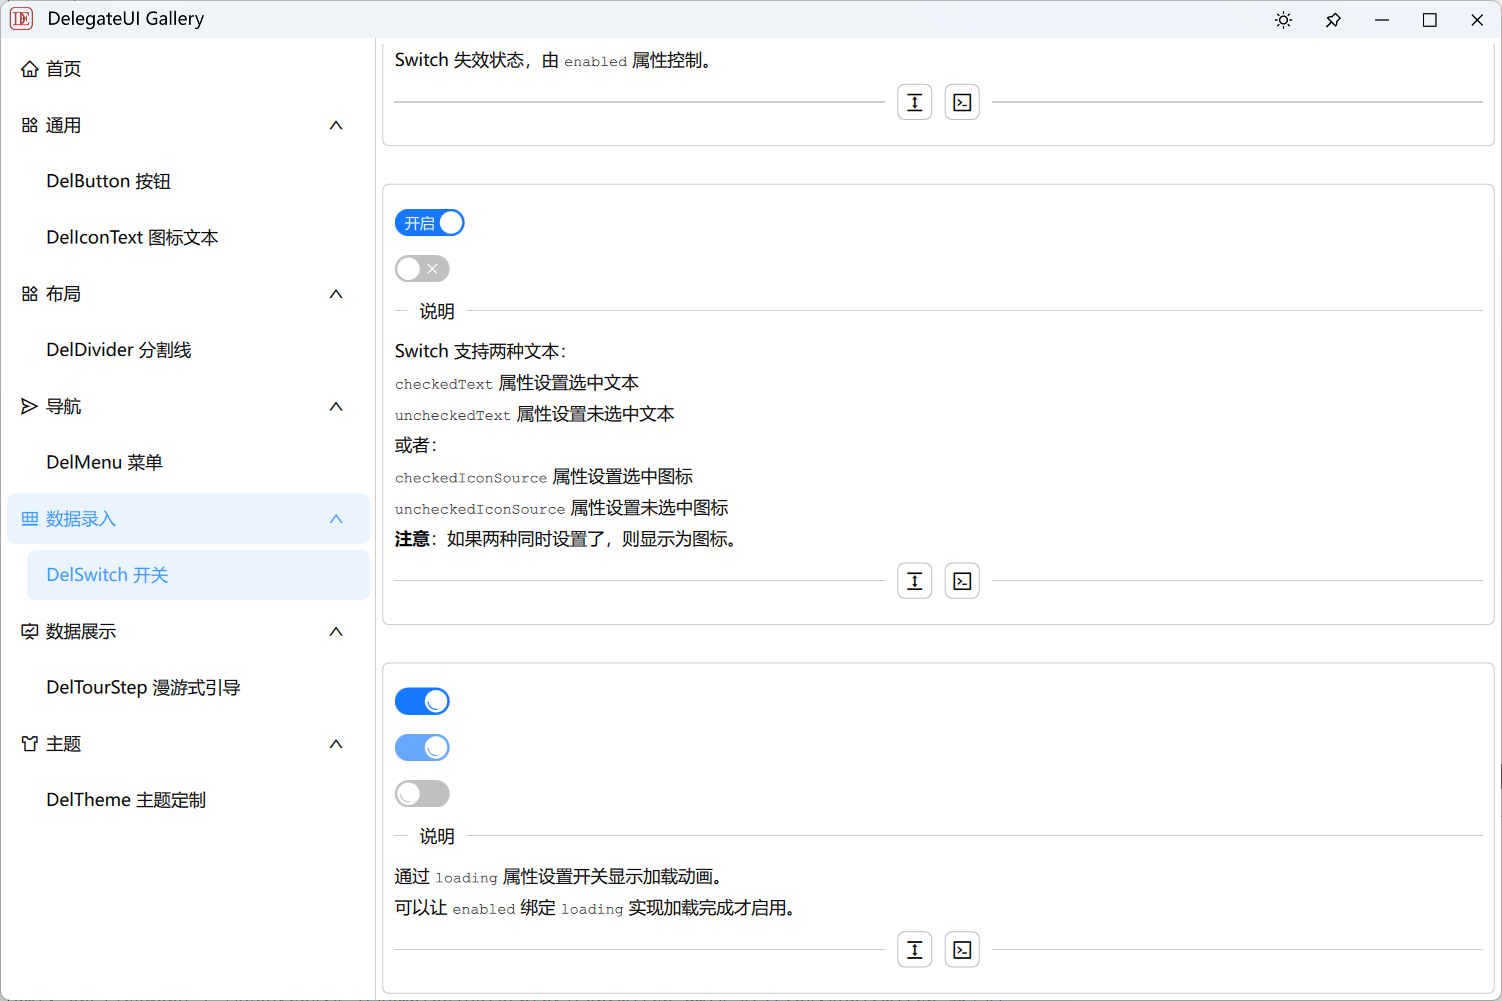 DelegateUI Gallery
首页
通用
DelButton 按钮
DelIconText 图标文本
布局
DelDivider 分割线
导航
DelMenu 菜单
数据录入
DelSwitch 开关
数据展示
DelTourStep 漫游式引导
主题
DelTheme 主题定制
Switch 失效状态，由 enabled 属性控制。
开启
说明
Switch 支持两种文本：
checkedText 属性设置选中文本
uncheckedText 属性设置未选中文本
或者：
checkedIconSource 属性设置选中图标
uncheckedIconSource 属性设置未选中图标
注意：如果两种同时设置了，则显示为图标。
说明
通过 loading 属性设置开关显示加载动画。
可以让 enabled 绑定 loading 实现加载完成才启用。